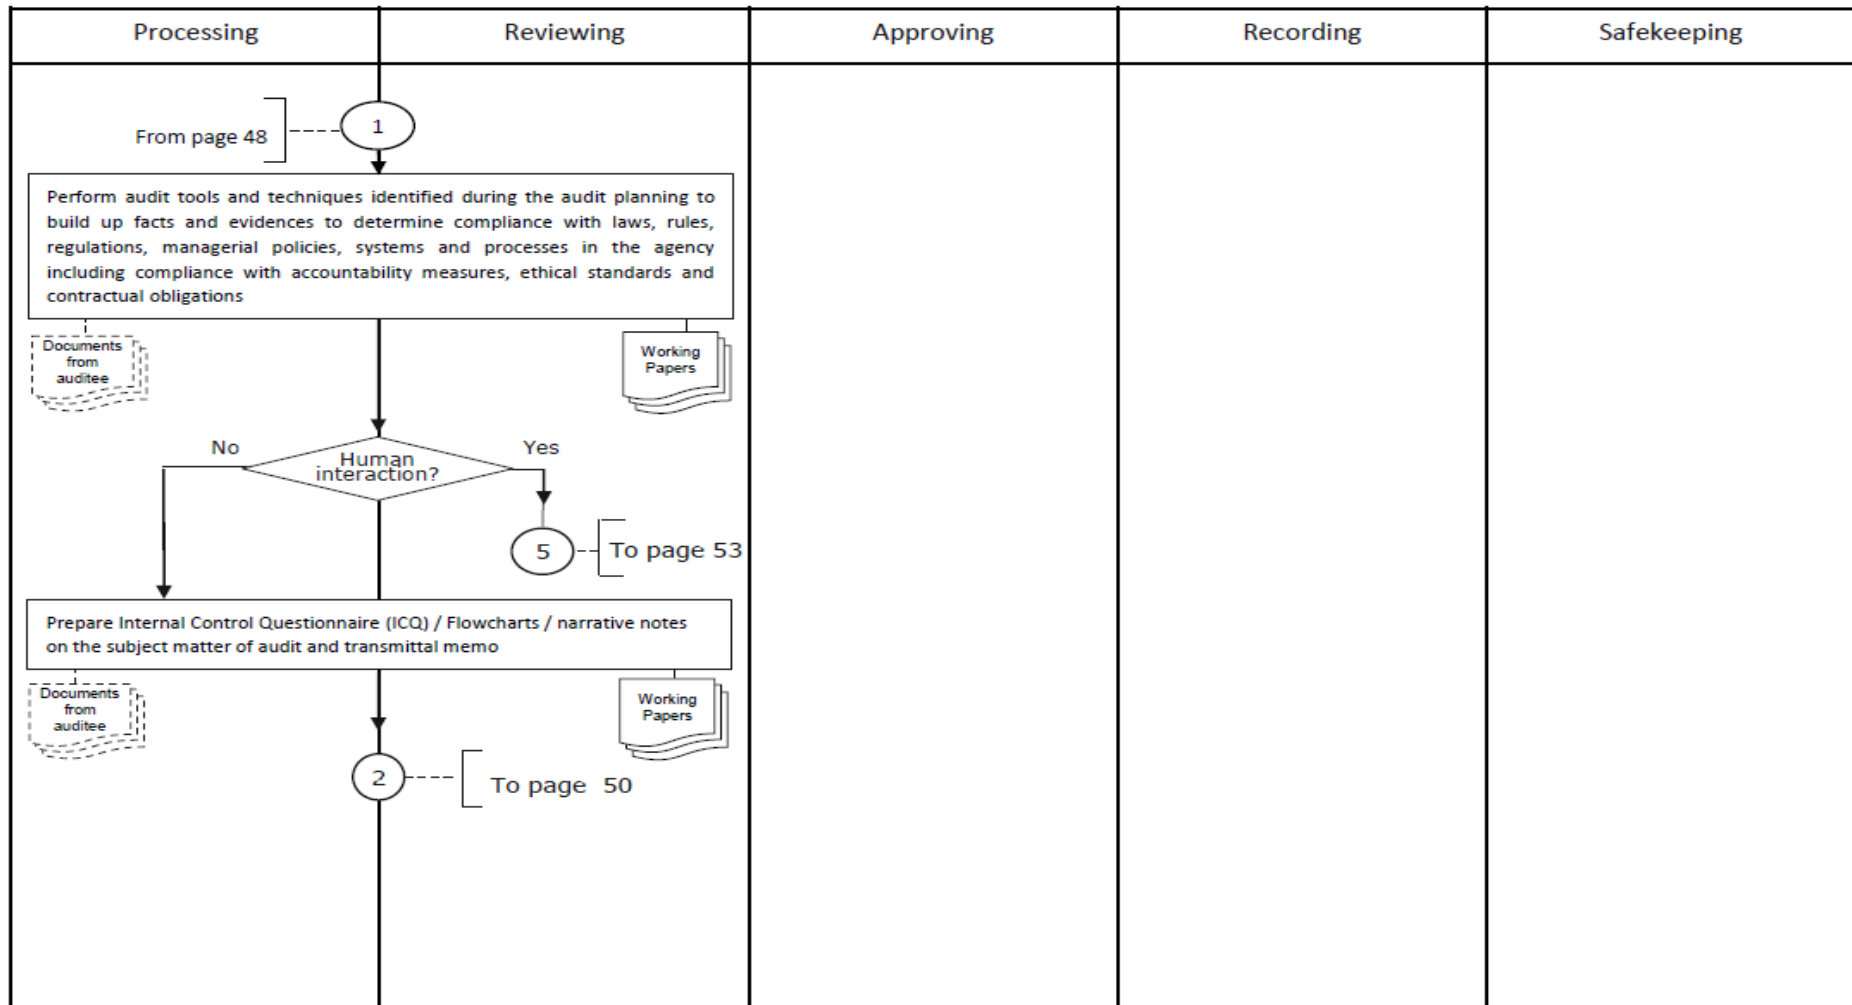 Processing
Reviewing
Approving
Recording
Safekeeping
1
From page 48
Perform audit tools and techniques identified during the audit planning to
build up facts and evidences to determine compliance with laws, rules,
regulations, managerial policies, systems and processes in the agency
including compliance with accountability measures, ethical standards and
contractual obligations
Documents
from
auditee
Working
Papers
No
Yes
Human
interaction?
5
To page 53
Prepare Internal Control Questionnaire (ICQ) / Flowcharts / narrative notes
on the subject matter of audit and transmittal memo
Documents
from
auditee
Working
Papers
2
To page 50